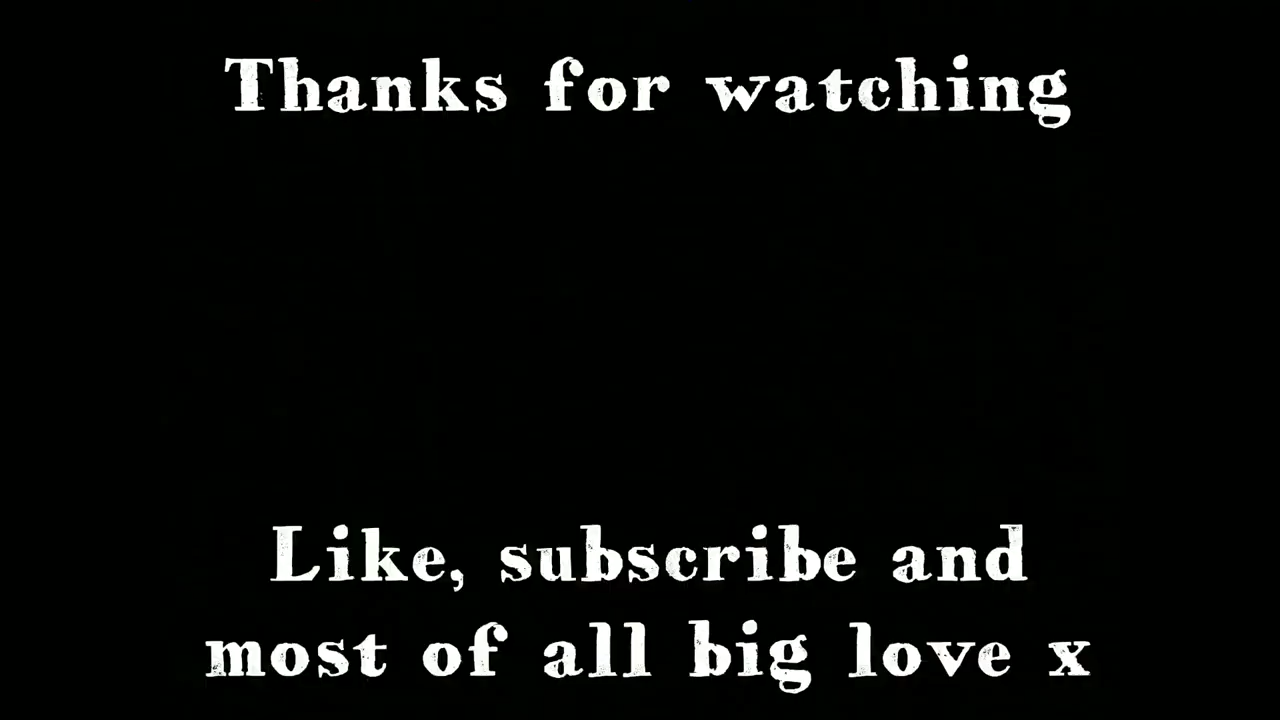 Thanks for watching
Like, subscribe and
most of all big love x